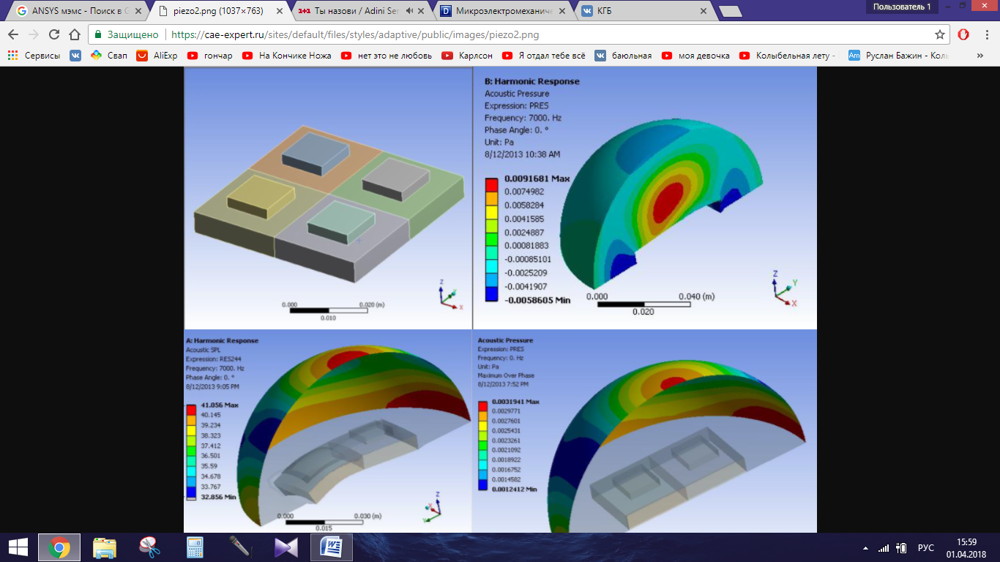 ANSYS мэмс - Поиск в G
piezo2.png (1037×763)
Ты назови / Adini Ser
Микроэлектромеханиче
КГБ
Пользователь 1
Защищено
https://cae-expert.ru/sites/default/files/styles/adaptive/public/images/piezo2.png
Сервисы
Свап
AliExp
гончар
На Кончике Ножа
нет это не любовь
Карлсон
Я отдал тебе всё
баюльная
моя девочка
Колыбельная лету -
Руслан Бажин - Коль
0.000
0.020 (m)
0.010
Z
Y
X
B: Harmonic Response
Acoustic Pressure
Expression: PRES
Frequency: 7000. Hz
Phase Angle: 0. °
Unit: Pa
8/12/2013 10:38 AM
0.0091681 Max
0.0074982
0.0058284
0.0041585
0.0024887
0.00081883
-0.00085101
-0.0025209
-0.0041907
-0.0058605 Min
0.000
0.040 (m)
0.020
Z
Y
X
A: Harmonic Response
Acoustic SPL
Expression: RES244
Frequency: 7000. Hz
Phase Angle: 0. °
8/12/2013 9:05 PM
41.056 Max
40.145
39.234
38.323
37.412
36.501
35.59
34.678
33.767
32.856 Min
0.000
0.030 (m)
0.015
Z
X
Y
Acoustic Pressure
Expression: PRES
Frequency: 0. Hz
Unit: Pa
Maximum Over Phase
8/12/2013 7:52 PM
0.0031941 Max
0.0029771
0.0027601
0.0025431
0.0023261
0.0021092
0.0018922
0.0016752
0.0014582
0.0012412 Min
РУС
15:59
01.04.2018